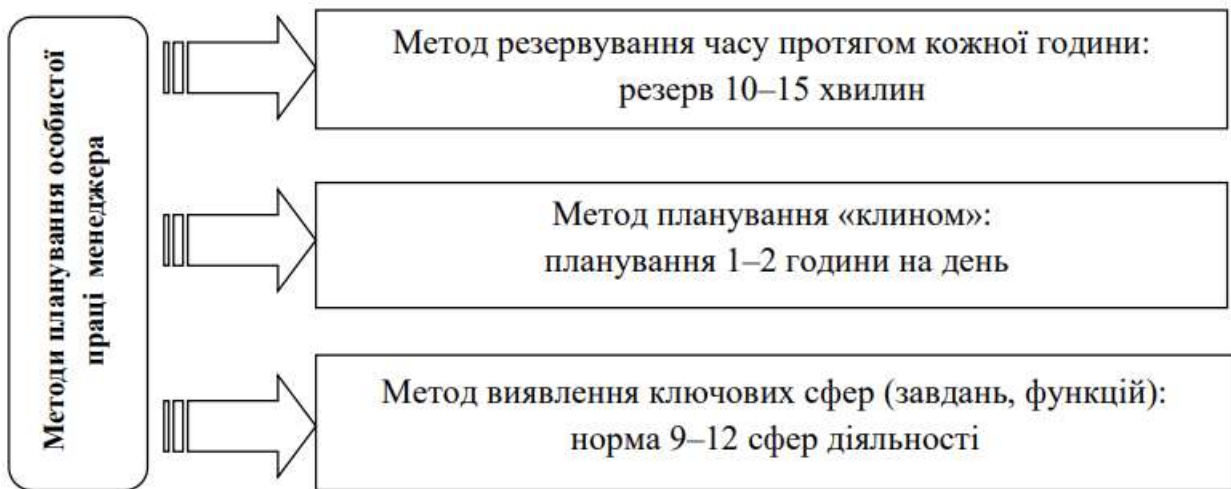 Методи планування особистої
праці менеджера
Метод резервування часу протягом кожної години:
резерв 10–15 хвилин
Метод планування «клином»:
планування 1–2 години на день
Метод виявлення ключових сфер (завдань, функцій):
норма 9–12 сфер діяльності